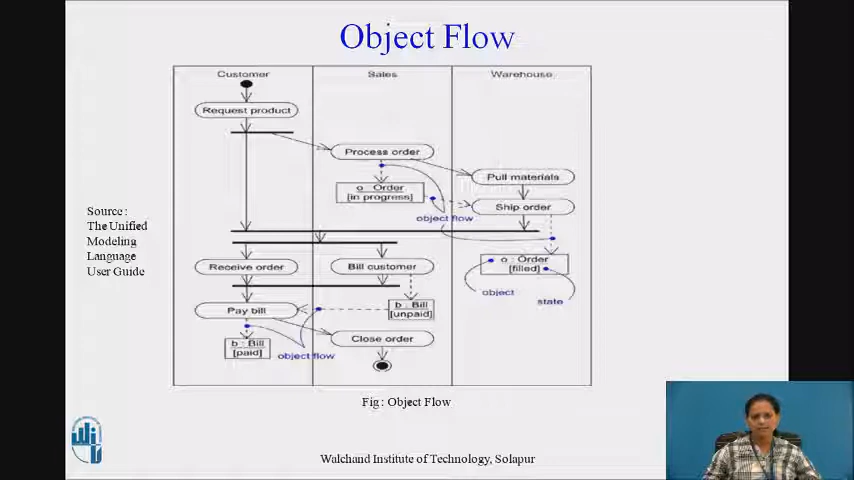 Object Flow
Customer
Sales
Warehouse
Request product
Process order
Pull materials
o : Order
[in progress]
Ship order
object flow
Source :
The Unified
Modeling
Language
User Guide
Receive order
Bill customer
o : Order
[filled]
object
state
b : Bill
[unpaid]
Pay bill
Close order
b : Bill
[paid]
object flow
Fig : Object Flow
Walchand Institute of Technology, Solapur